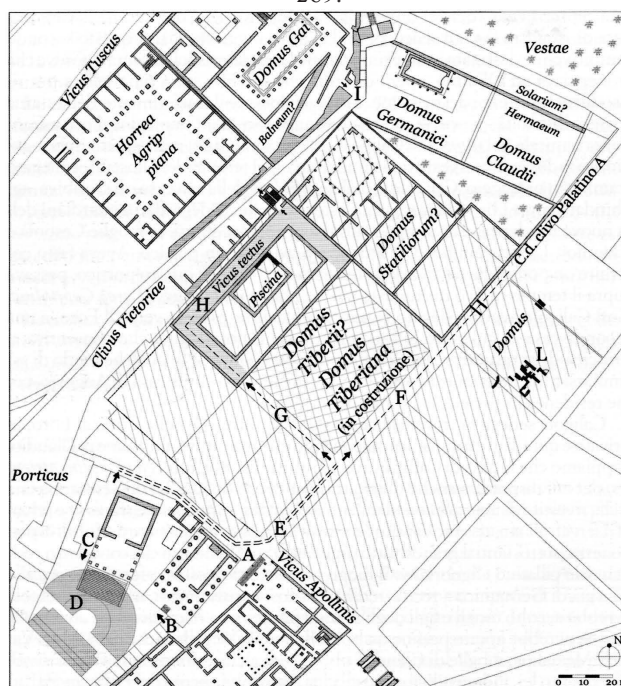 209.
Vicus Tuscus
Horrea
Agrip-
piana
Domus Gai
Balneum?
I
Vestae
Solarium?
Hermaeum
Domus
Germanici
Domus
Claudii
C.d. clivo Palatino A
Domus
Statiliorum?
Vicus tectus
Piscina
H
Clivus Victoriae
Domus
Tiberii?
Domus
Tiberiana
(in costruzione)
H
Domus
L
F
G
E
Porticus
A
Vicus Apollinis
C
D
B
N
0 10 20